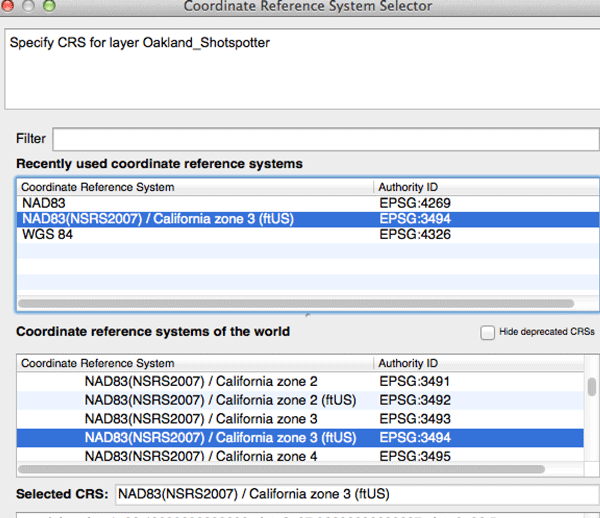 Coordinate Reference System Selector
Specify CRS for layer Oakland_Shotspotter
Filter
Recently used coordinate reference systems
Coordinate Reference System Authority ID
NAD83 EPSG:4269
NAD83(NSRS2007) / California zone 3 (ftUS) EPSG:3494
WGS 84 EPSG:4326
Coordinate reference systems of the world Hide deprecated CRSs
Coordinate Reference System Authority ID
NAD83(NSRS2007) / California zone 2 EPSG:3491
NAD83(NSRS2007) / California zone 2 (ftUS) EPSG:3492
NAD83(NSRS2007) / California zone 3 EPSG:3493
NAD83(NSRS2007) / California zone 3 (ftUS) EPSG:3494
NAD83(NSRS2007) / California zone 4 EPSG:3495
Selected CRS: NAD83(NSRS2007) / California zone 3 (ftUS)